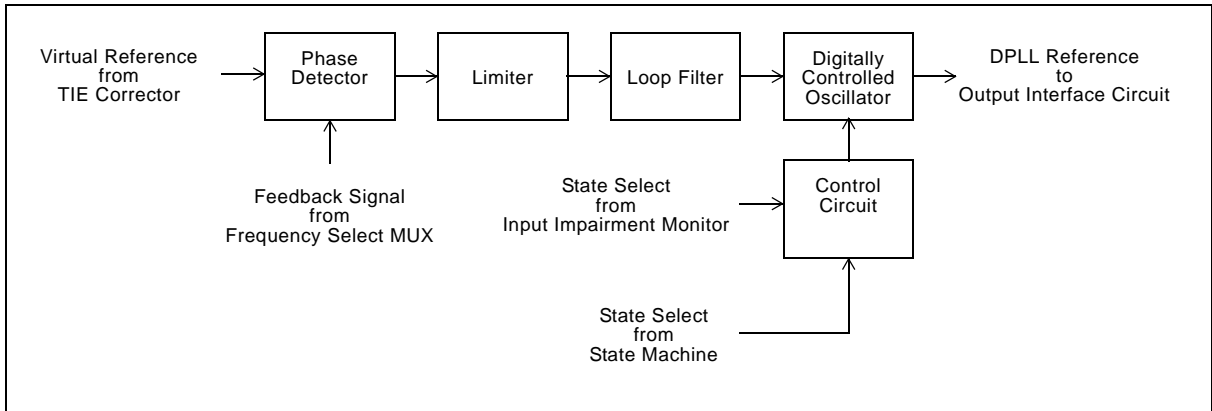 Virtual Reference
from
TIE Corrector
Phase
Detector
Limiter
Loop Filter
Digitally
Controlled
Oscillator
DPLL Reference
to
Output Interface Circuit
Feedback Signal
from
Frequency Select MUX
State Select
from
Input Impairment Monitor
Control
Circuit
State Select
from
State Machine